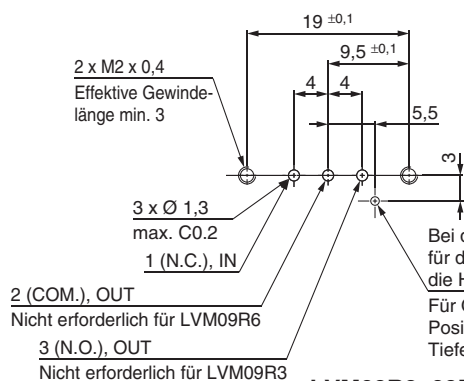 19 ±0,1
9,5 ±0,1
2 x M2 x 0,4
Effektive Gewinde-
länge min. 3
4
4
5,5
3
3 x Ø 1,3
max. C0.2
1 (N.C.), IN
Bei
für
die
2 (COM.), OUT
Nicht erforderlich für LVM09R6
Für
Posi
Tiefe
3 (N.O.), OUT
Nicht erforderlich für LVM09R3